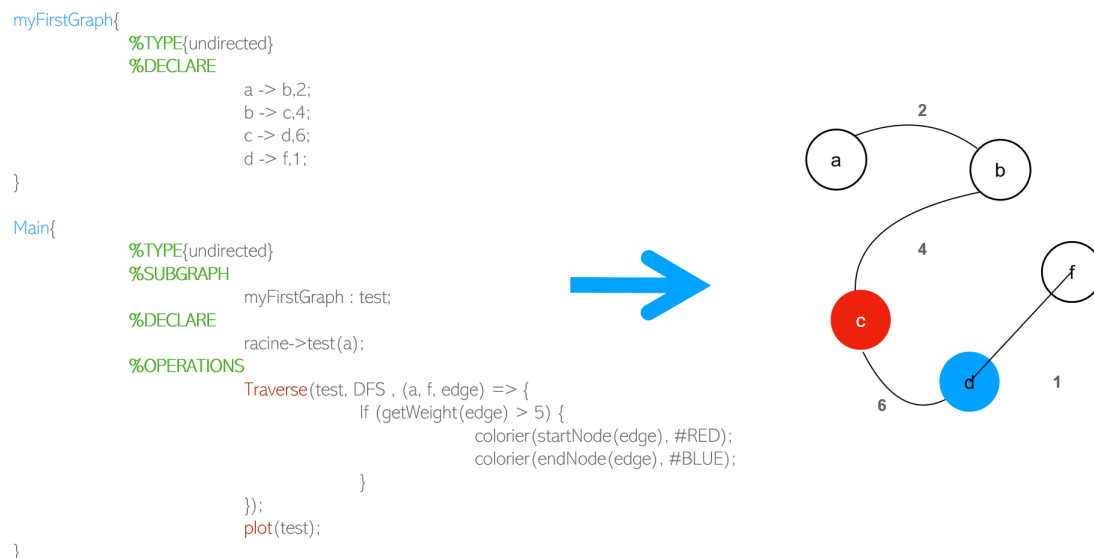 myFirstGraph{
%TYPE{undirected}
%DECLARE
a -> b,2;
b -> c,4;
c -> d,6;
d -> f,1;
}
Main{
%TYPE{undirected}
%SUBGRAPH
myFirstGraph : test;
%DECLARE
racine->test(a);
%OPERATIONS
Traverse(test, DFS , (a, f, edge) => {
If (getWeight(edge) > 5) {
colorier(startNode(edge), #RED);
colorier(endNode(edge), #BLUE);
}
});
plot(test);
}
2
a
b
4
f
c
d
1
6